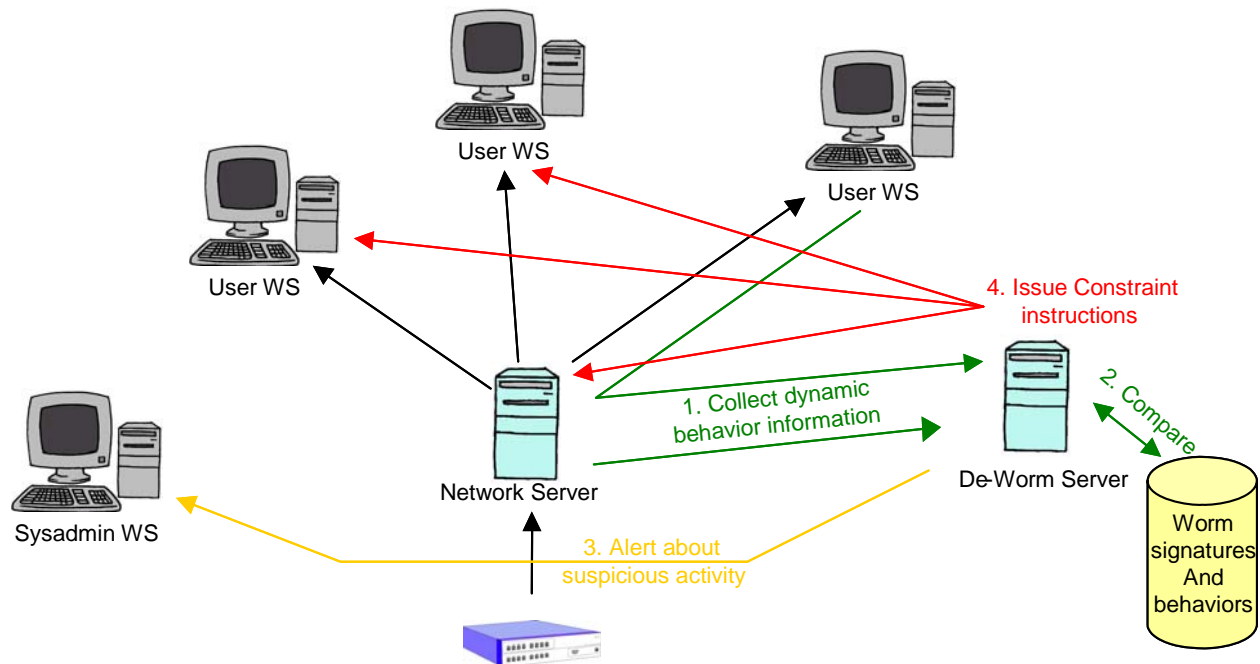 User WS
User WS
User WS
4. Issue Constraint
instructions
1. Collect dynamic
behavior information
2. Compare
Network Server
De-Worm Server
Sysadmin WS
3. Alert about
suspicious activity
Worm
signatures
And
behaviors